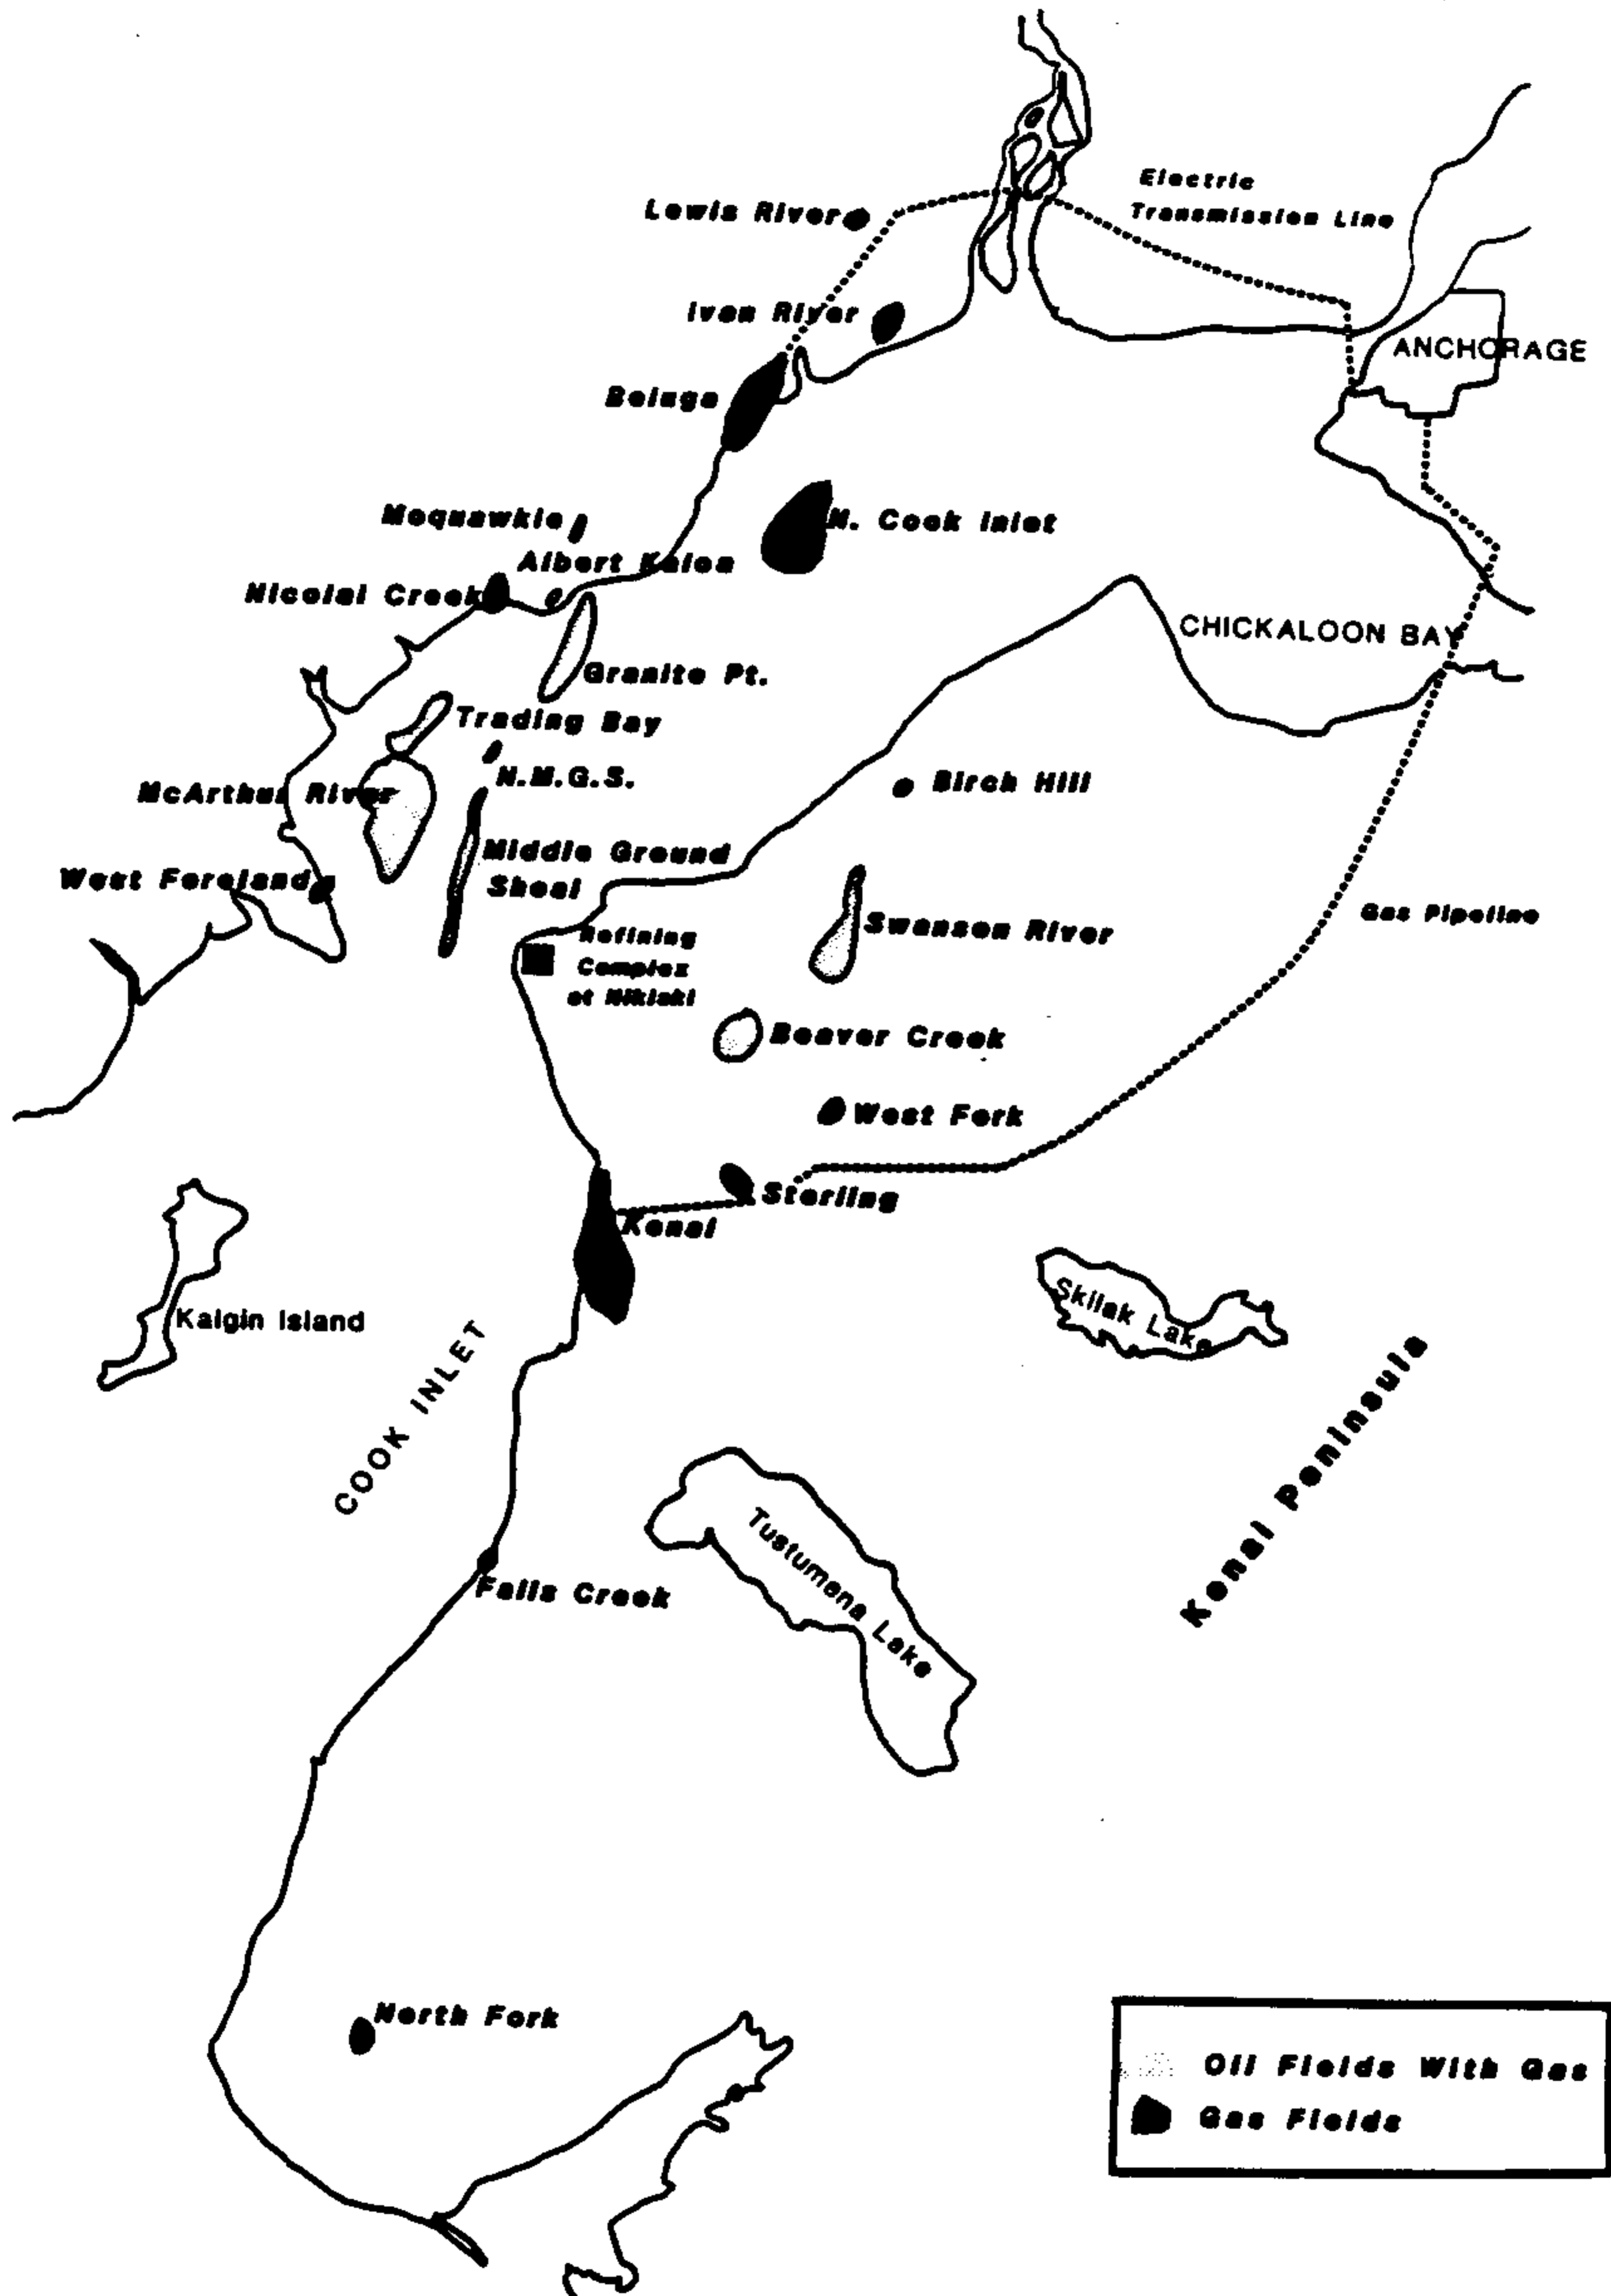 Electric
Transmission Line
Lewis River
Ivan River
ANCHORAGE
Beluga
Moquawkie
N. Cook Inlet
Albert Kaloa
Nicolai Creek
CHICKALOON BAY
Granite Pt.
Trading Bay
N.M.G.S.
Birch Hill
McArthur River
Middle Ground
Shoal
West Foreland
Gas Pipeline
Swanson River
Refining
Complex
at Nikiski
Beaver Creek
West Fork
Sterling
Kenai
Skilak Lake
Kalgin Island
COOK INLET
Kenai Peninsula
Tustumena Lake
Falls Creek
North Fork
Oil Fields With Gas
Gas Fields